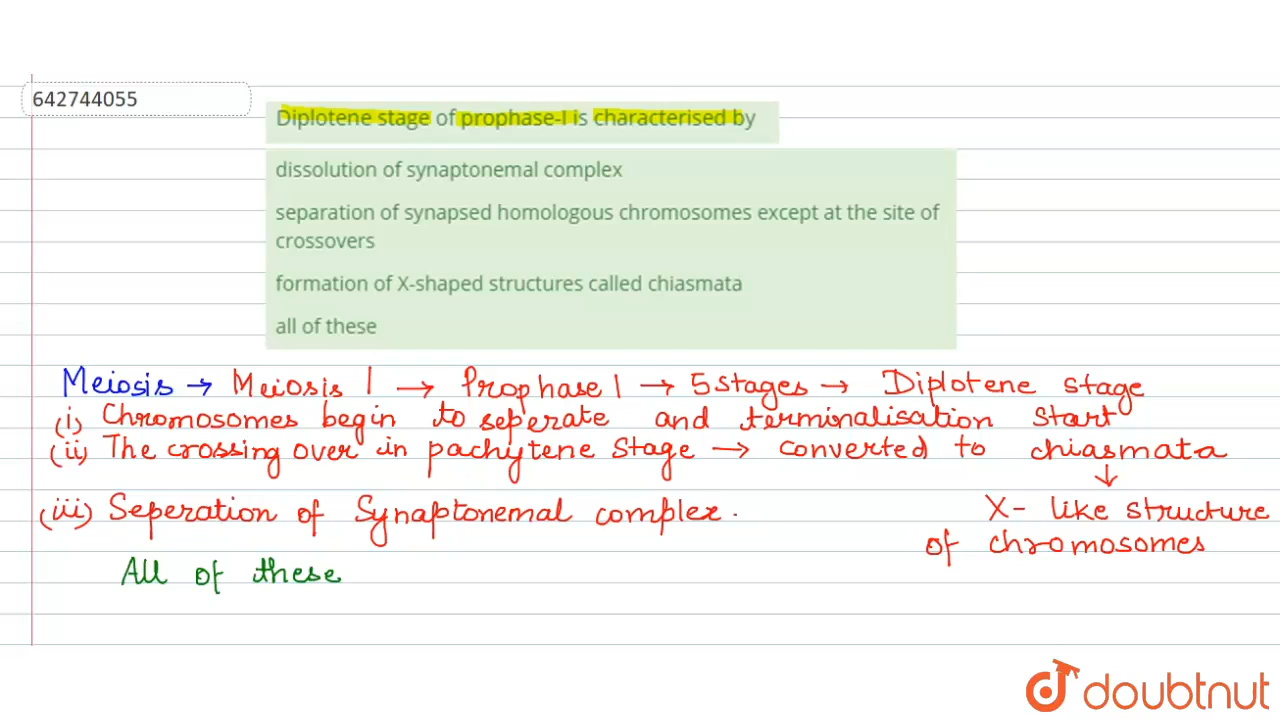 642744055
Diplotene stage of prophase-I is characterised by
dissolution of synaptonemal complex
separation of synapsed homologous chromosomes except at the site of
crossovers
formation of X-shaped structures called chiasmata
all of these
Meiosis → Meiosis I → Prophase I → 5 stages → Diplotene stage
(i) Chromosomes begin to seperate and terminalisation start
(ii) The crossing over in pachytene stage → converted to chiasmata
↓
(iii) Seperation of Synaptonemal complex.
X- like structure
of chromosomes
All of these
doubtnut